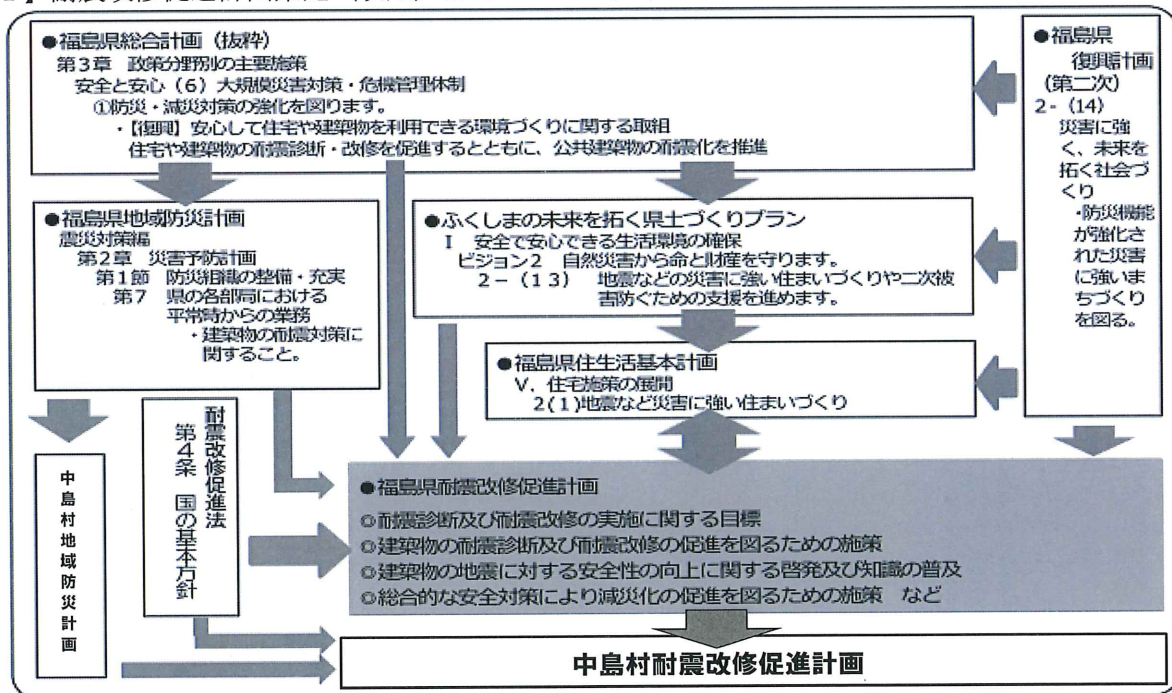 ●福島県総合計画(抜粋)
第3章 政策分野別の主要施策
安全と安心(6)大規模災害対策・危機管理体制
①防災・減災対策の強化を図ります。
・【復興】安心して住宅や建築物を利用できる環境づくりに関する取組
住宅や建築物の耐震診断・改修を促進するとともに、公共建築物の耐震化を推進
●福島県
復興計画
(第二次)
2-(14)
災害に強
く、未来を
拓く社会づ
くり
・防災機能
が強化さ
れた災害
に強いま
ちづくり
を図る。
●福島県地域防災計画
震災対策編
第2章 災害予防計画
第1節 防災組織の整備・充実
第7 県の各部局における
平常時からの業務
・建築物の耐震対策に
関すること。
●ふくしまの未来を拓く県土づくりプラン
Ⅰ 安全で安心できる生活環境の確保
ビジョン2 自然災害から命と財産を守ります。
2-(13) 地震などの災害に強い住まいづくりや二次被
害防ぐための支援を進めます。
●福島県住生活基本計画
Ⅴ.住宅施策の展開
2(1)地震など災害に強い住まいづくり
中島村地域防災計画
耐震改修促進法
第4条 国の基本方針
●福島県耐震改修促進計画
◎耐震診断及び耐震改修の実施に関する目標
◎建築物の耐震診断及び耐震改修の促進を図るための施策
◎建築物の地震に対する安全性の向上に関する啓発及び知識の普及
◎総合的な安全対策により減災化の促進を図るための施策 など
中島村耐震改修促進計画